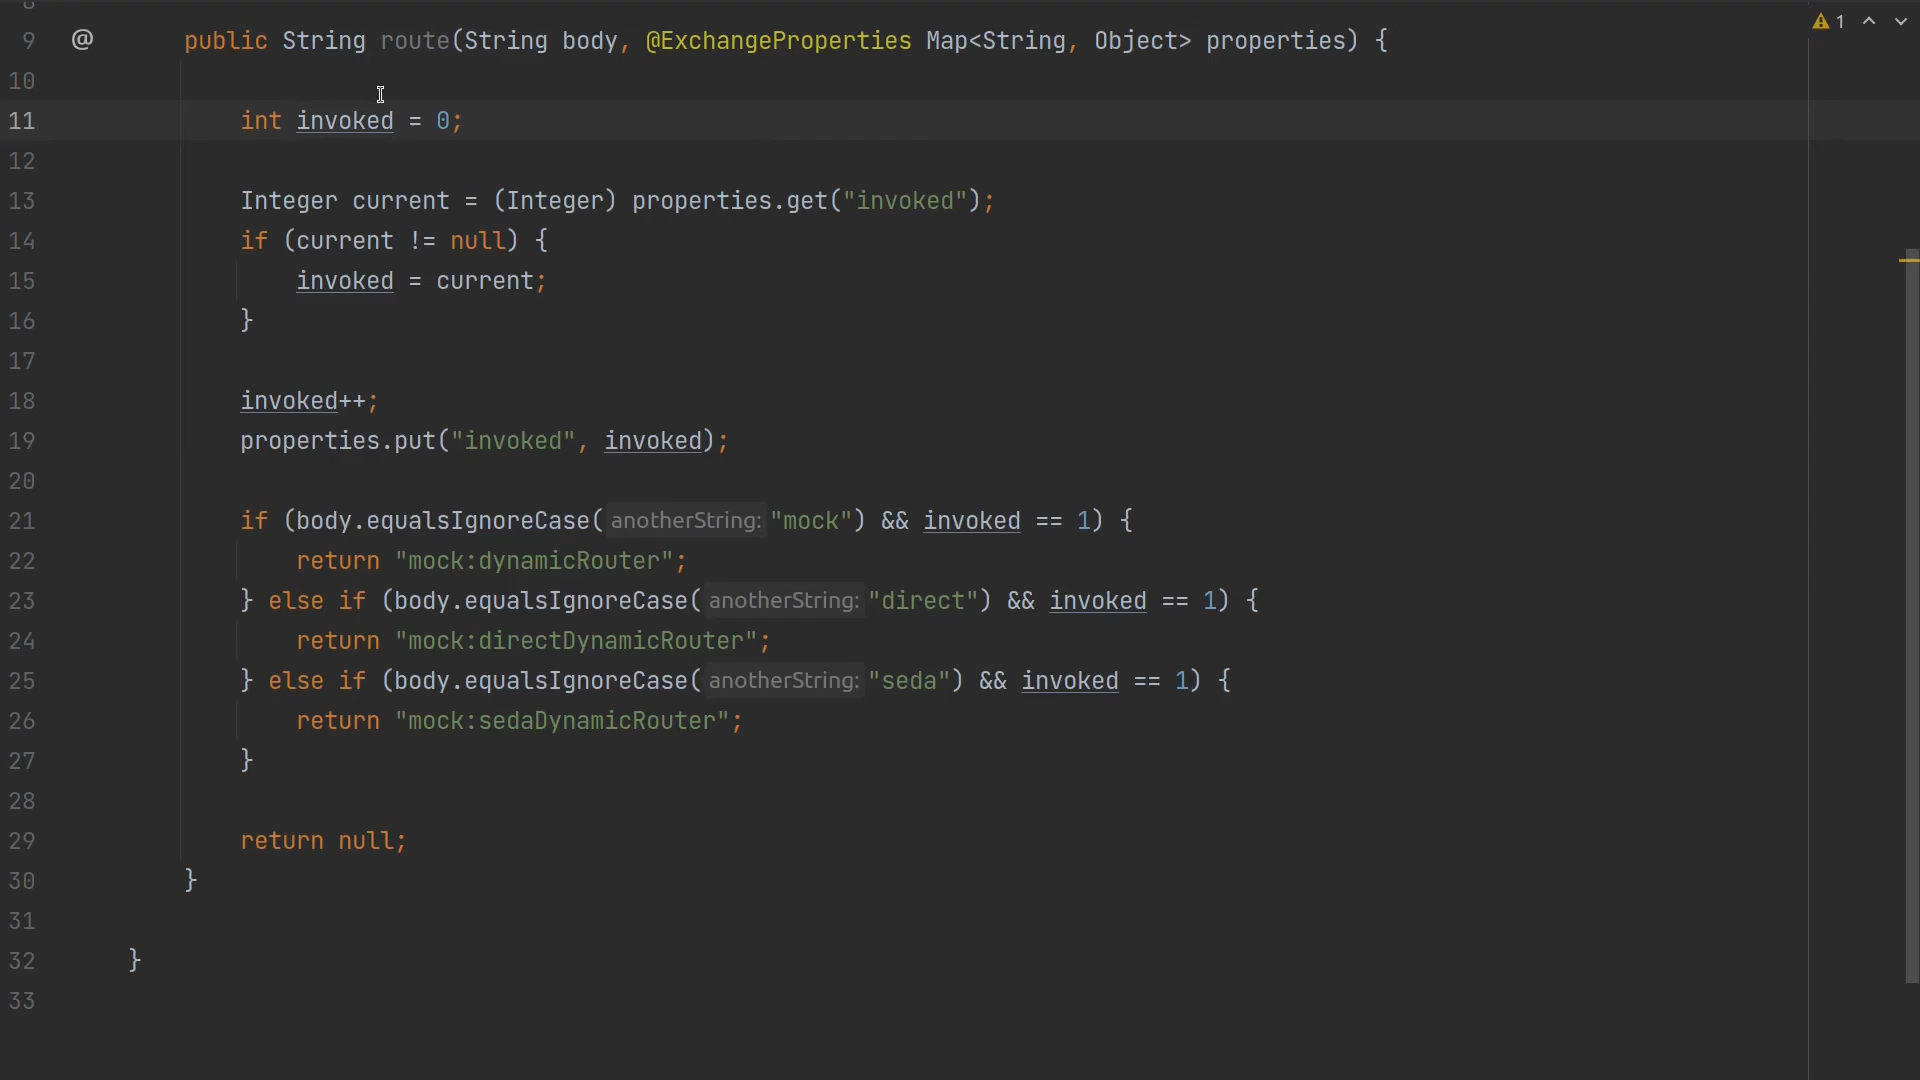 8
9 @ public String route(String body, @ExchangeProperties Map<String, Object> properties) {
1
10
11 int invoked = 0;
12
13 Integer current = (Integer) properties.get("invoked");
14 if (current != null) {
15 invoked = current;
16 }
17
18 invoked++;
19 properties.put("invoked", invoked);
20
21 if (body.equalsIgnoreCase( anotherString: "mock") && invoked == 1) {
22 return "mock:dynamicRouter";
23 } else if (body.equalsIgnoreCase( anotherString: "direct") && invoked == 1) {
24 return "mock:directDynamicRouter";
25 } else if (body.equalsIgnoreCase( anotherString: "seda") && invoked == 1) {
26 return "mock:sedaDynamicRouter";
27 }
28
29 return null;
30 }
31
32 }
33